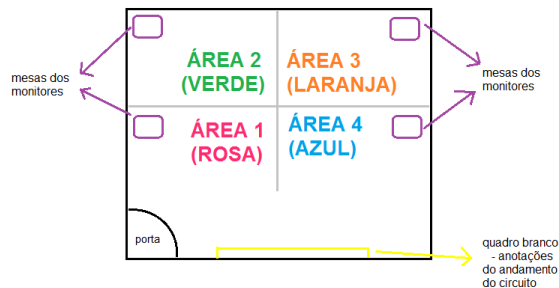 mesas dos
monitores
ÁREA 2
(VERDE)
ÁREA 3
(LARANJA)
mesas dos
monitores
ÁREA 1
(ROSA)
ÁREA 4
(AZUL)
porta
quadro branco
- anotações
do andamento
do circuito